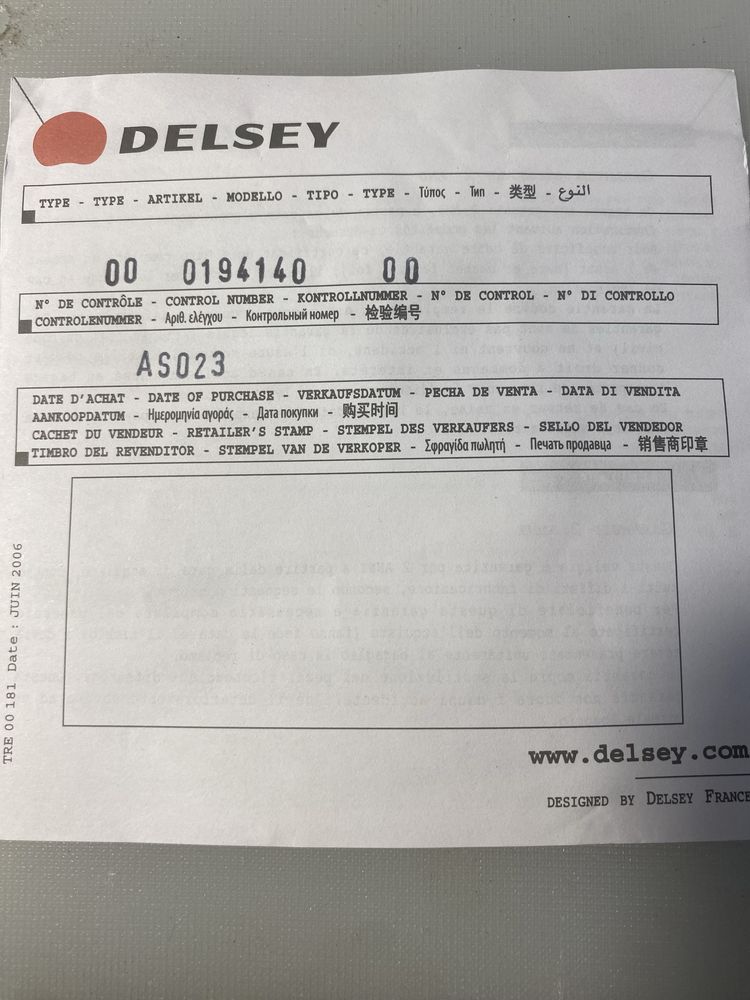 DELSEY
TYPE - TYPE - ARTIKEL - MODELLO - TIPO - TYPE - Τύπος - Тип - 类型 - النوع
00 0194140 00
N° DE CONTRÔLE - CONTROL NUMBER - KONTROLLNUMMER - N° DE CONTROL - N° DI CONTROLLO
CONTROLENUMMER - Αριθ. ελέγχου - Контрольный номер - 检验编号
AS023
DATE D'ACHAT - DATE OF PURCHASE - VERKAUFSDATUM - PECHA DE VENTA - DATA DI VENDITA
AANKOOPDATUM - Ημερομηνία αγοράς - Дата покупки - 购买时间
CACHET DU VENDEUR - RETAILER'S STAMP - STEMPEL DES VERKAUFERS - SELLO DEL VENDEDOR
TIMBRO DEL REVENDITOR - STEMPEL VAN DE VERKOPER - Σφραγίδα πωλητή - Печать продавца - 销售商印章
TRE 00 181 Date : JUIN 2006
www.delsey.com
DESIGNED BY DELSEY FRANCE